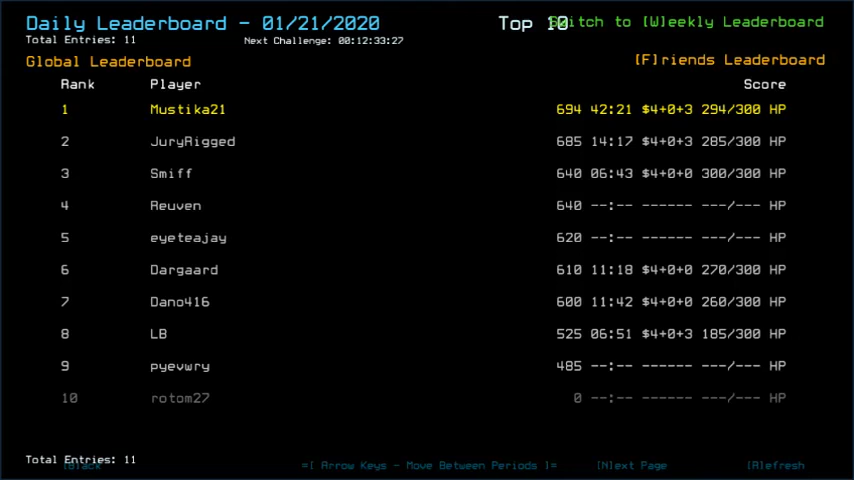 Daily Leaderboard - 01/21/2020 Top 10 Switch to [W]eekly Leaderboard
Total Entries: 11 Next Challenge: 00:12:33:27
Global Leaderboard [F]riends Leaderboard
Rank Player Score
1 Mustika21 694 42:21 $4+0+3 294/300 HP
2 JuryRigged 685 14:17 $4+0+3 285/300 HP
3 Smiff 640 06:43 $4+0+0 300/300 HP
4 Reuven 640 --:-- ------ ---/--- HP
5 eyeteajay 620 --:-- ------ ---/--- HP
6 Dargaard 610 11:18 $4+0+0 270/300 HP
7 Dano416 600 11:42 $4+0+0 260/300 HP
8 LB 525 06:51 $4+0+3 185/300 HP
9 pyevwry 485 --:-- ------ ---/--- HP
10 rotom27 0 --:-- ------ ---/--- HP
Total Entries: 11
[B]ack =[ Arrow Keys - Move Between Periods ]= [N]ext Page [R]efresh